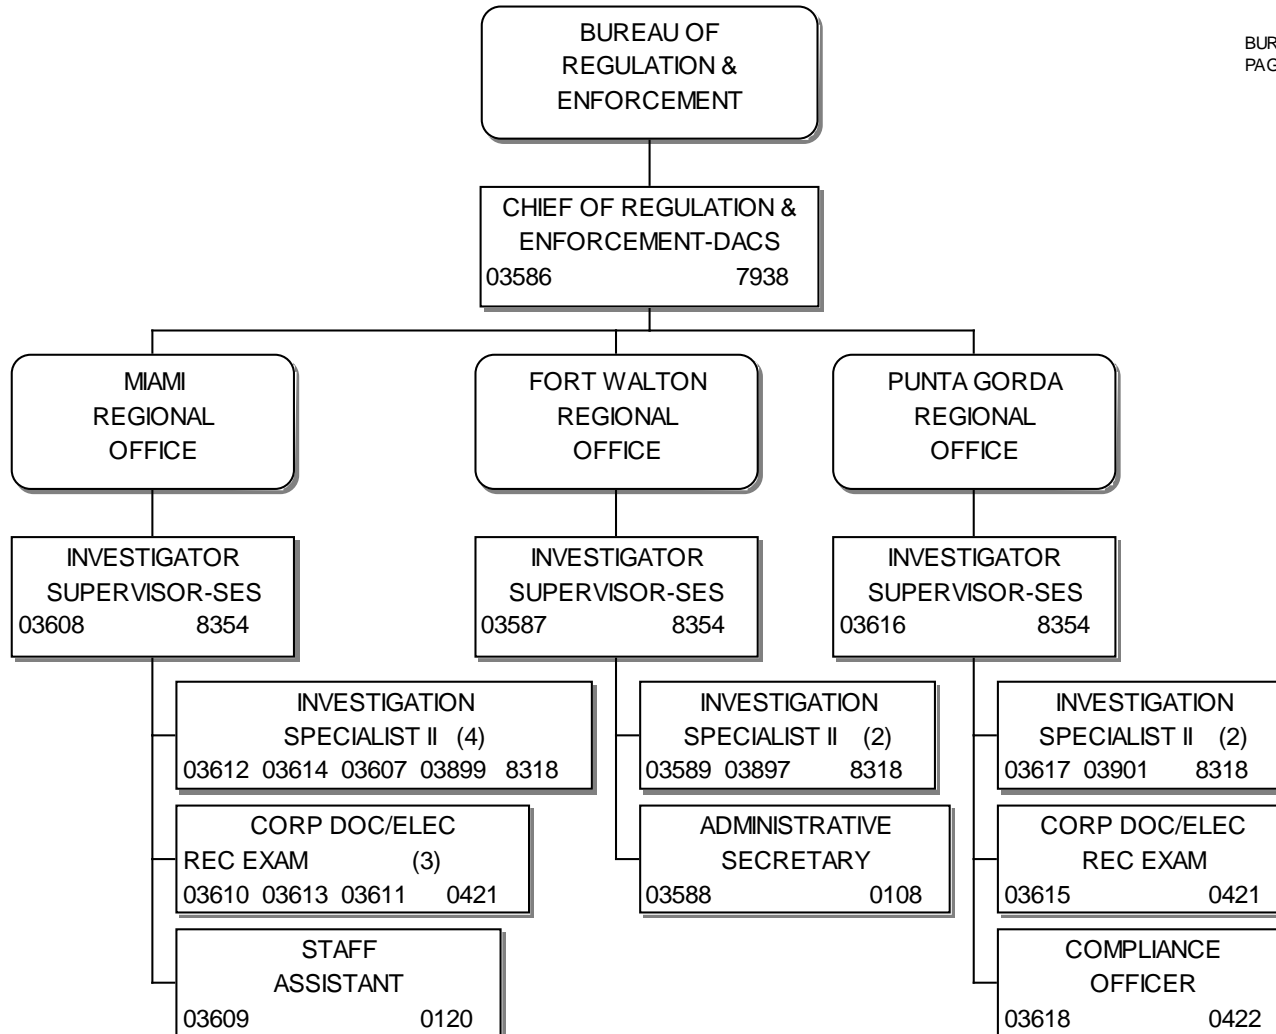 BUREAU OF
REGULATION &
ENFORCEMENT
BUR
PAG
CHIEF OF REGULATION &
ENFORCEMENT-DACS
03586 7938
MIAMI
REGIONAL
OFFICE
FORT WALTON
REGIONAL
OFFICE
PUNTA GORDA
REGIONAL
OFFICE
INVESTIGATOR
SUPERVISOR-SES
03608 8354
INVESTIGATOR
SUPERVISOR-SES
03587 8354
INVESTIGATOR
SUPERVISOR-SES
03616 8354
INVESTIGATION
SPECIALIST II (4)
03612 03614 03607 03899 8318
CORP DOC/ELEC
REC EXAM (3)
03610 03613 03611 0421
STAFF
ASSISTANT
03609 0120
INVESTIGATION
SPECIALIST II (2)
03589 03897 8318
ADMINISTRATIVE
SECRETARY
03588 0108
INVESTIGATION
SPECIALIST II (2)
03617 03901 8318
CORP DOC/ELEC
REC EXAM
03615 0421
COMPLIANCE
OFFICER
03618 0422